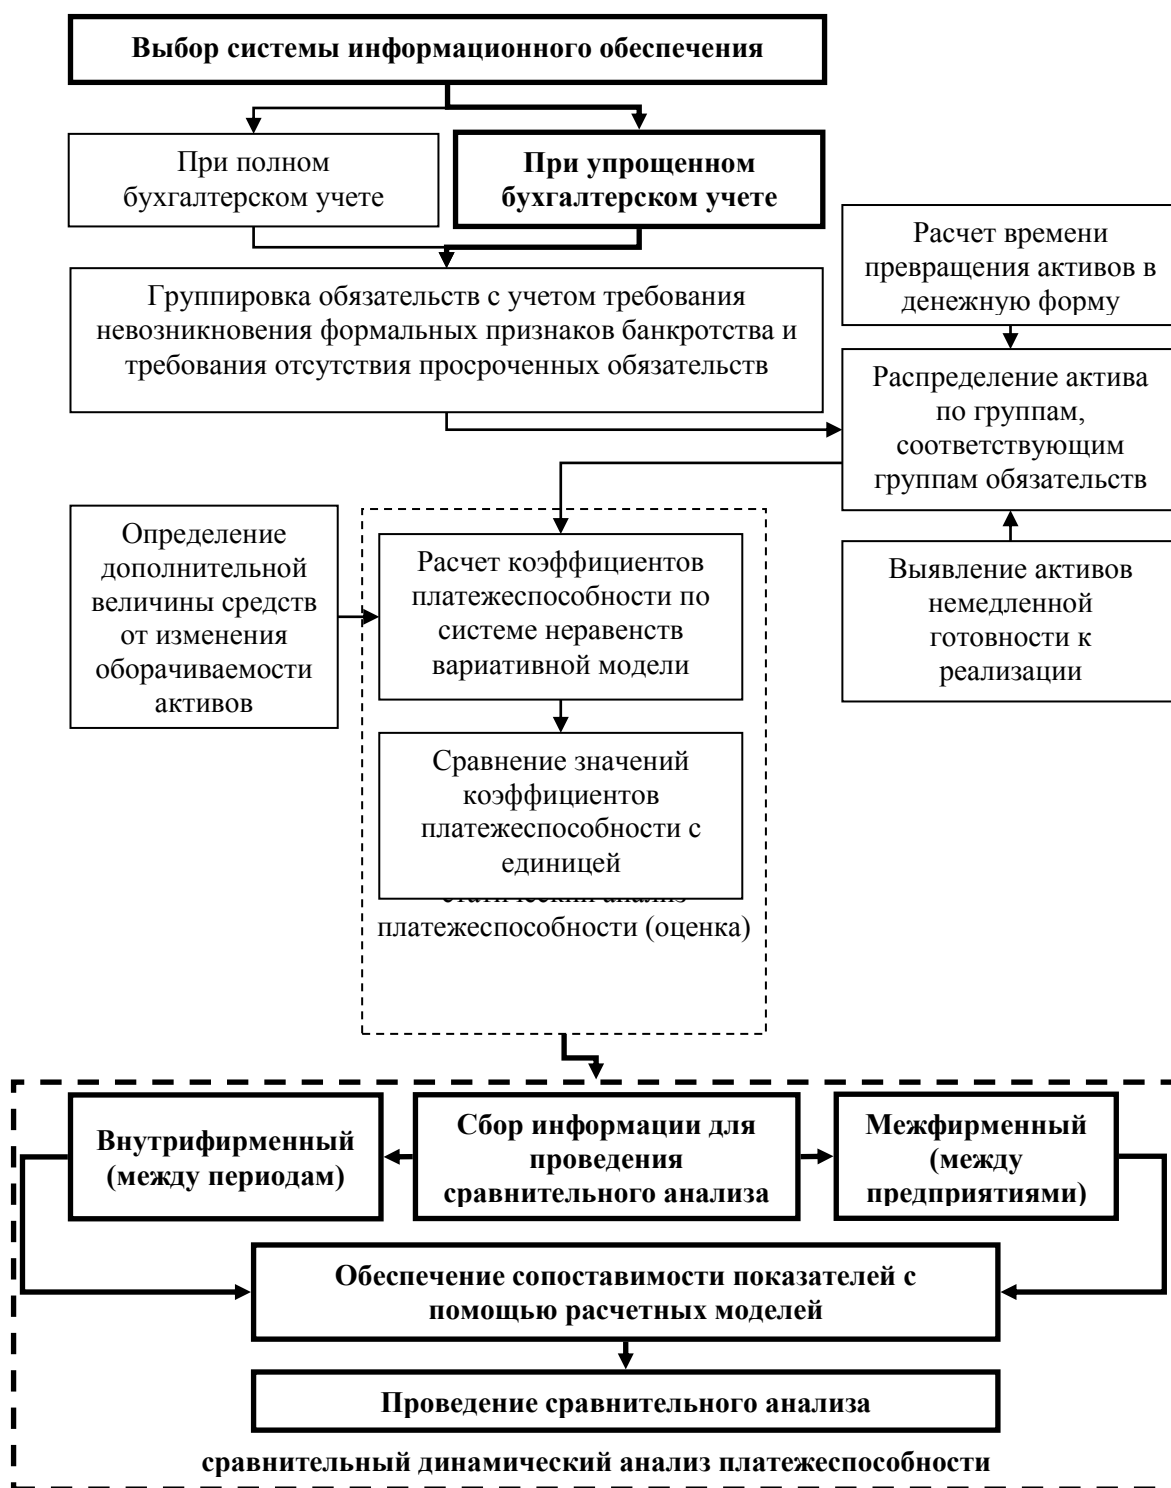 Выбор системы информационного обеспечения
При полном
бухгалтерском учете
При упрощенном
бухгалтерском учете
Расчет времени
превращения активов в
денежную форму
Группировка обязательств с учетом требования
невозникновения формальных признаков банкротства и
требования отсутствия просроченных обязательств
Распределение актива
по группам,
соответствующим
группам обязательств
Определение
дополнительной
величины средств
от изменения
оборачиваемости
активов
Расчет коэффициентов
платежеспособности по
системе неравенств
вариативной модели
Выявление активов
немедленной
готовности к
реализации
Сравнение значений
коэффициентов
платежеспособности с
единицей
статический анализ
платежеспособности (оценка)
Внутрифирменный
(между периодам)
Сбор информации для
проведения
сравнительного анализа
Межфирменный
(между
предприятиями)
Обеспечение сопоставимости показателей с
помощью расчетных моделей
Проведение сравнительного анализа
сравнительный динамический анализ платежеспособности